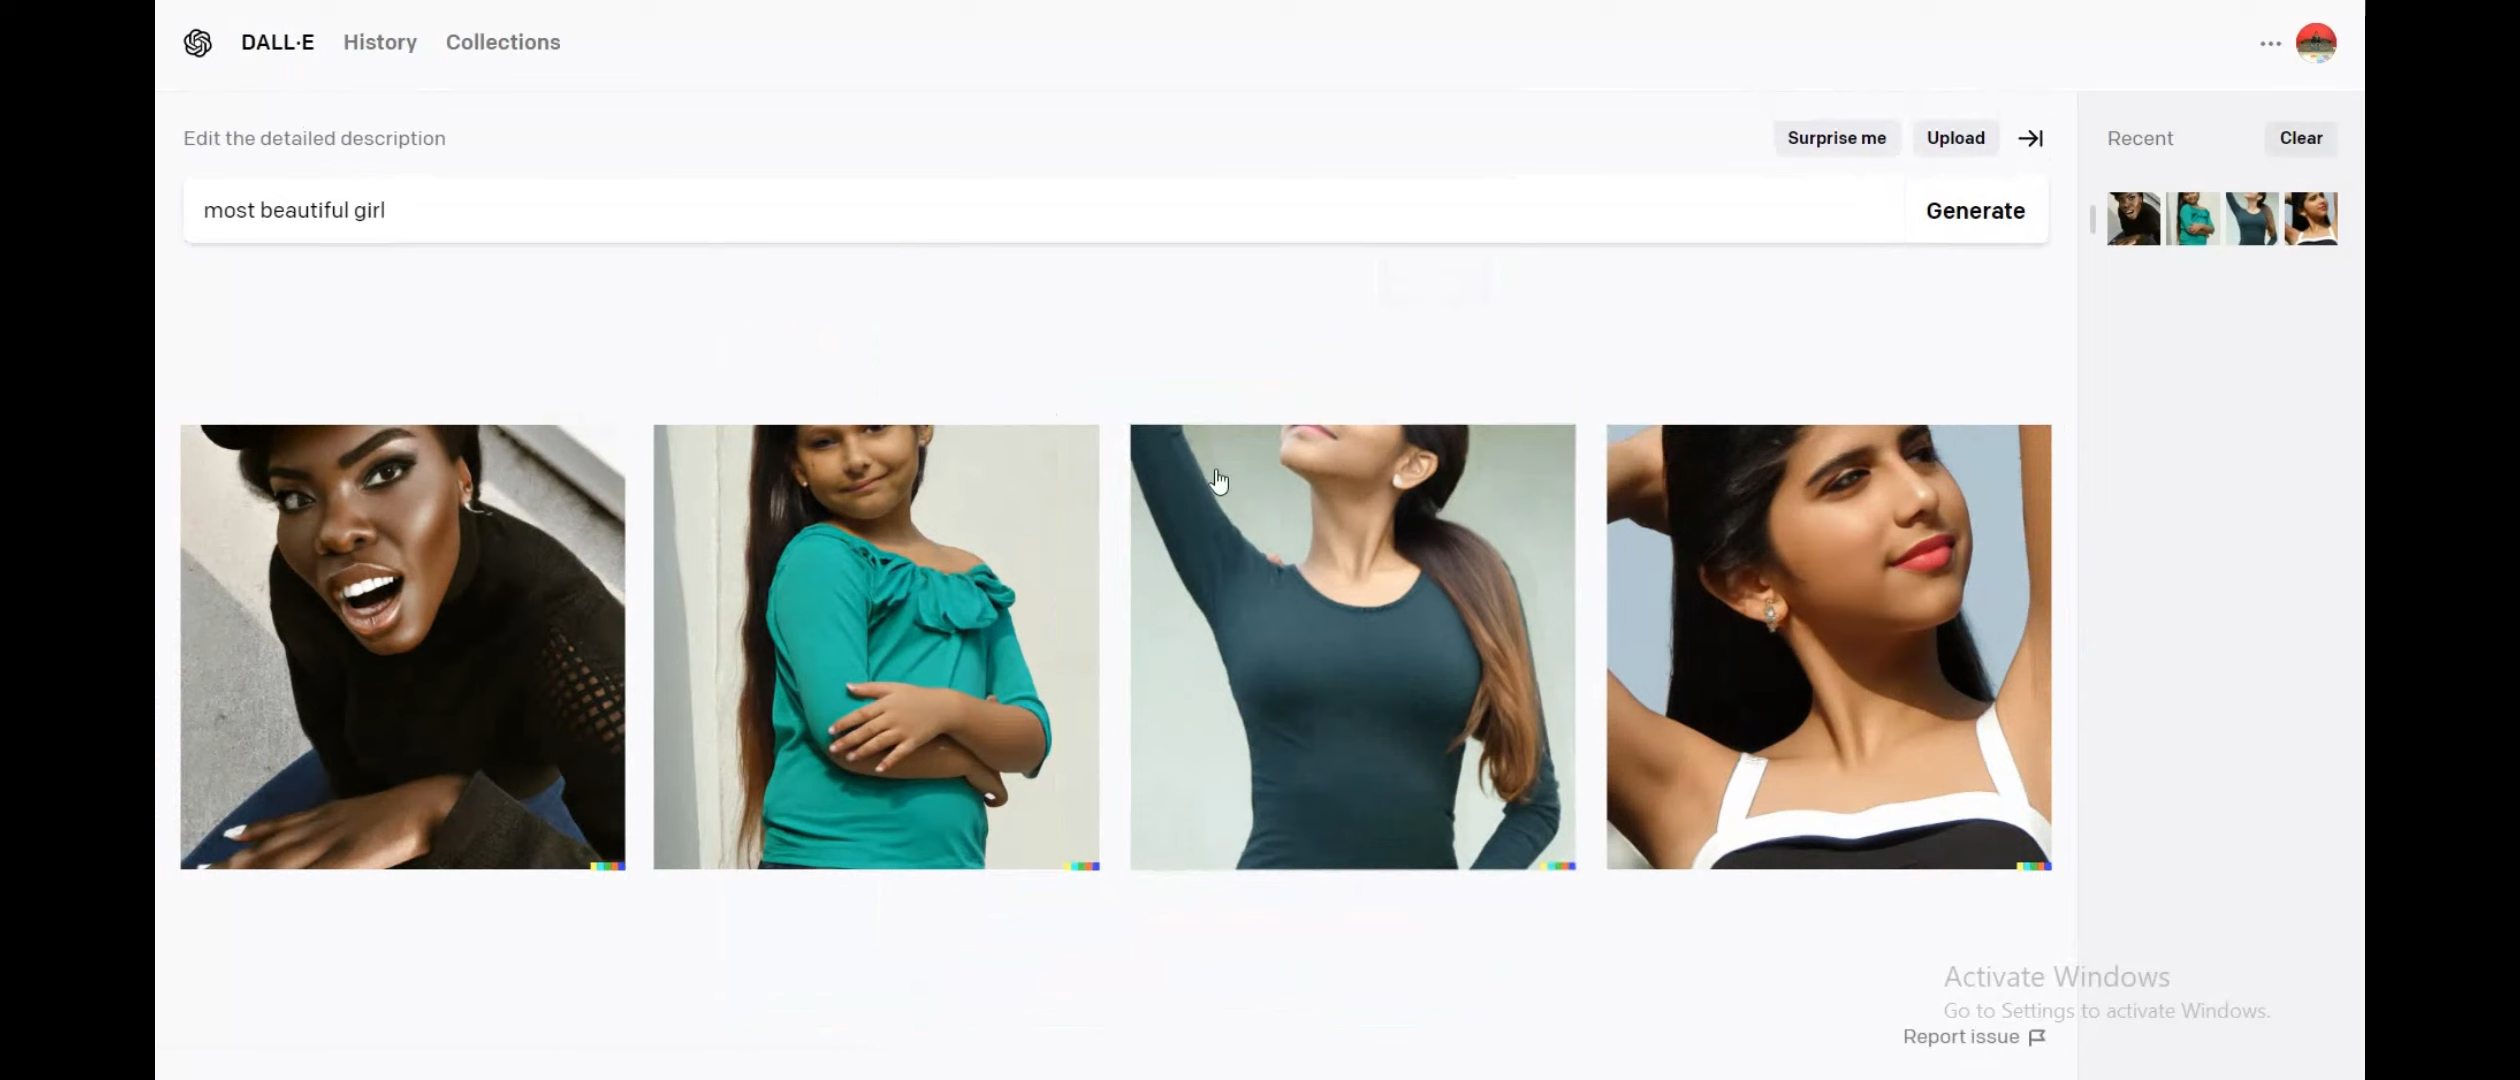 DALL·E History Collections
Edit the detailed description
Surprise me Upload
Recent Clear
most beautiful girl
Generate
Activate Windows
Go to Settings to activate Windows.
Report issue